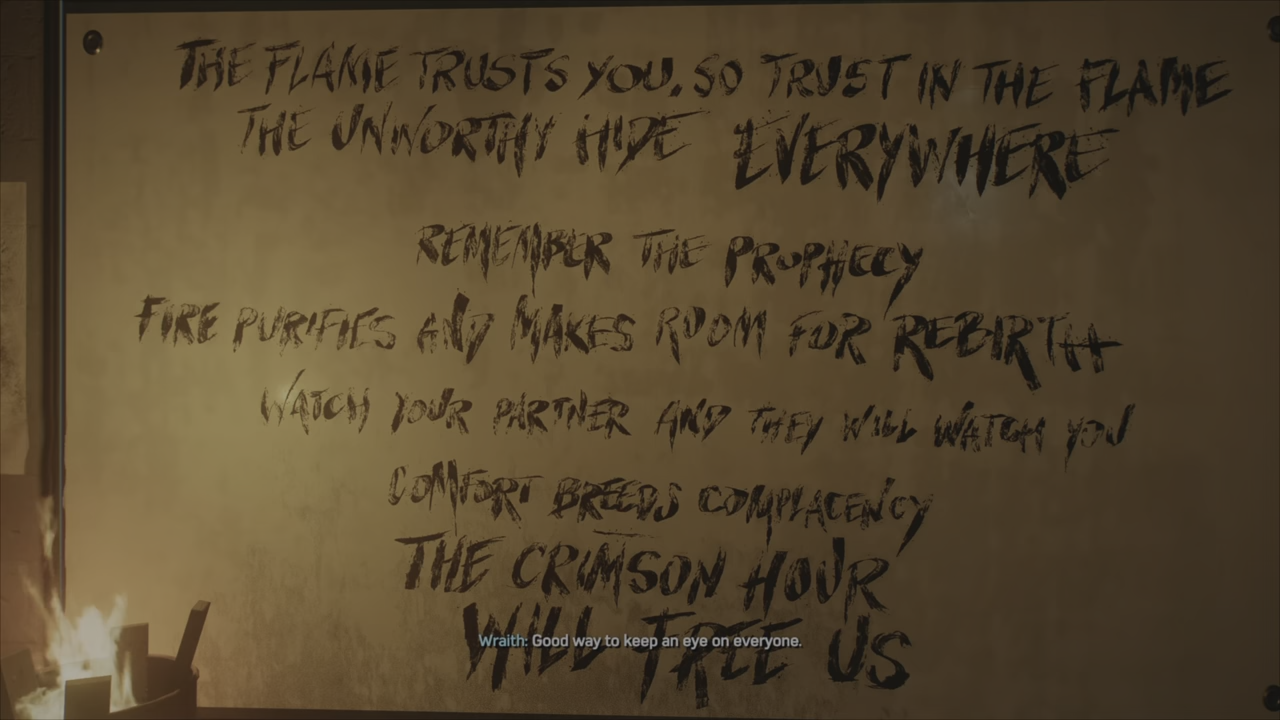 THE FLAME TRUSTS YOU. SO TRUST IN THE FLAME
THE UNWORTHY HIDE EVERYWHERE
REMEMBER THE PROPHECY
FIRE PURIFIES AND MAKES ROOM FOR REBIRTH
WATCH YOUR PARTNER AND THEY WILL WATCH YOU
COMFORT BREEDS COMPLACENCY
THE CRIMSON HOUR
WILL FREE US
Wraith: Good way to keep an eye on everyone.